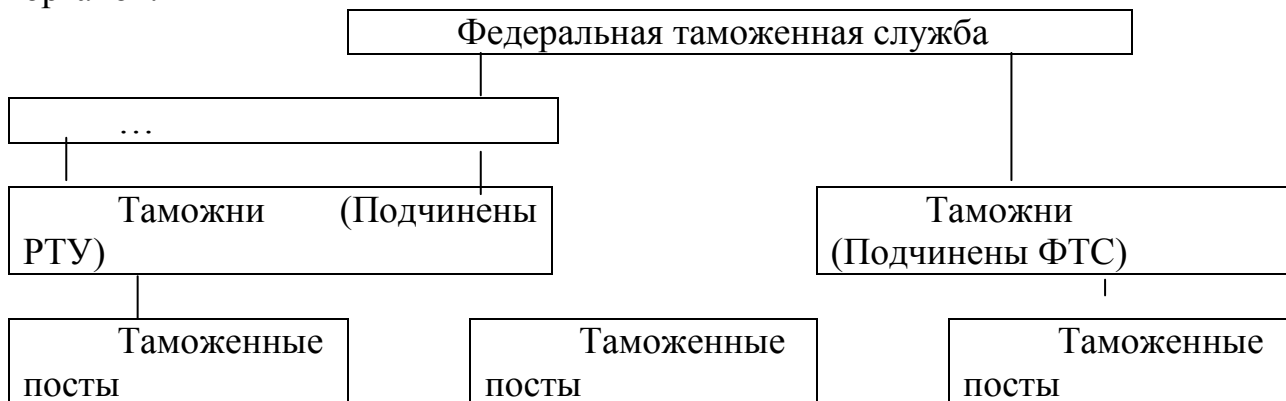 Федеральная таможенная служба
…
Таможни (Подчинены
РТУ)
Таможни
(Подчинены ФТС)
Таможенные
посты
Таможенные
посты
Таможенные
посты